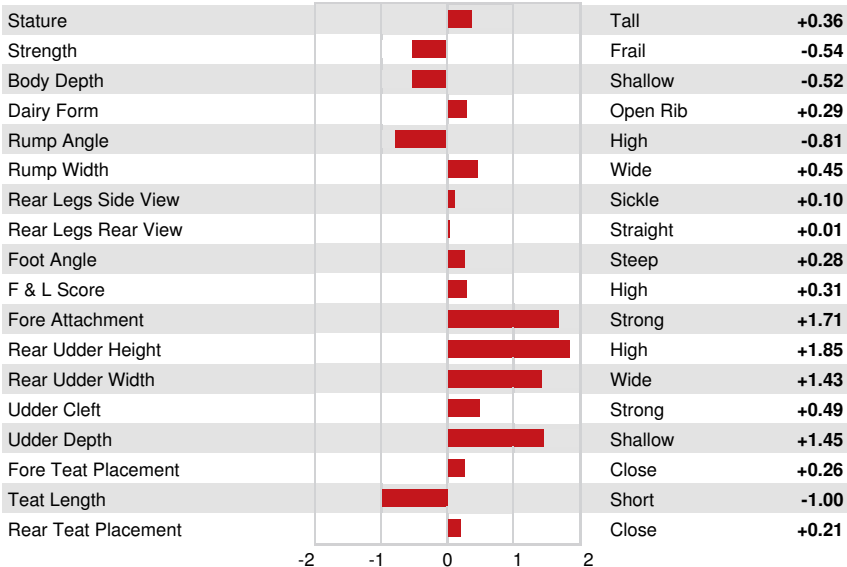 Stature Tall +0.36
Strength Frail -0.54
Body Depth Shallow -0.52
Dairy Form Open Rib +0.29
Rump Angle High -0.81
Rump Width Wide +0.45
Rear Legs Side View Sickle +0.10
Rear Legs Rear View Straight +0.01
Foot Angle Steep +0.28
F & L Score High +0.31
Fore Attachment Strong +1.71
Rear Udder Height High +1.85
Rear Udder Width Wide +1.43
Udder Cleft Strong +0.49
Udder Depth Shallow +1.45
Fore Teat Placement Close +0.26
Teat Length Short -1.00
Rear Teat Placement Close +0.21
-2 -1 0 1 2